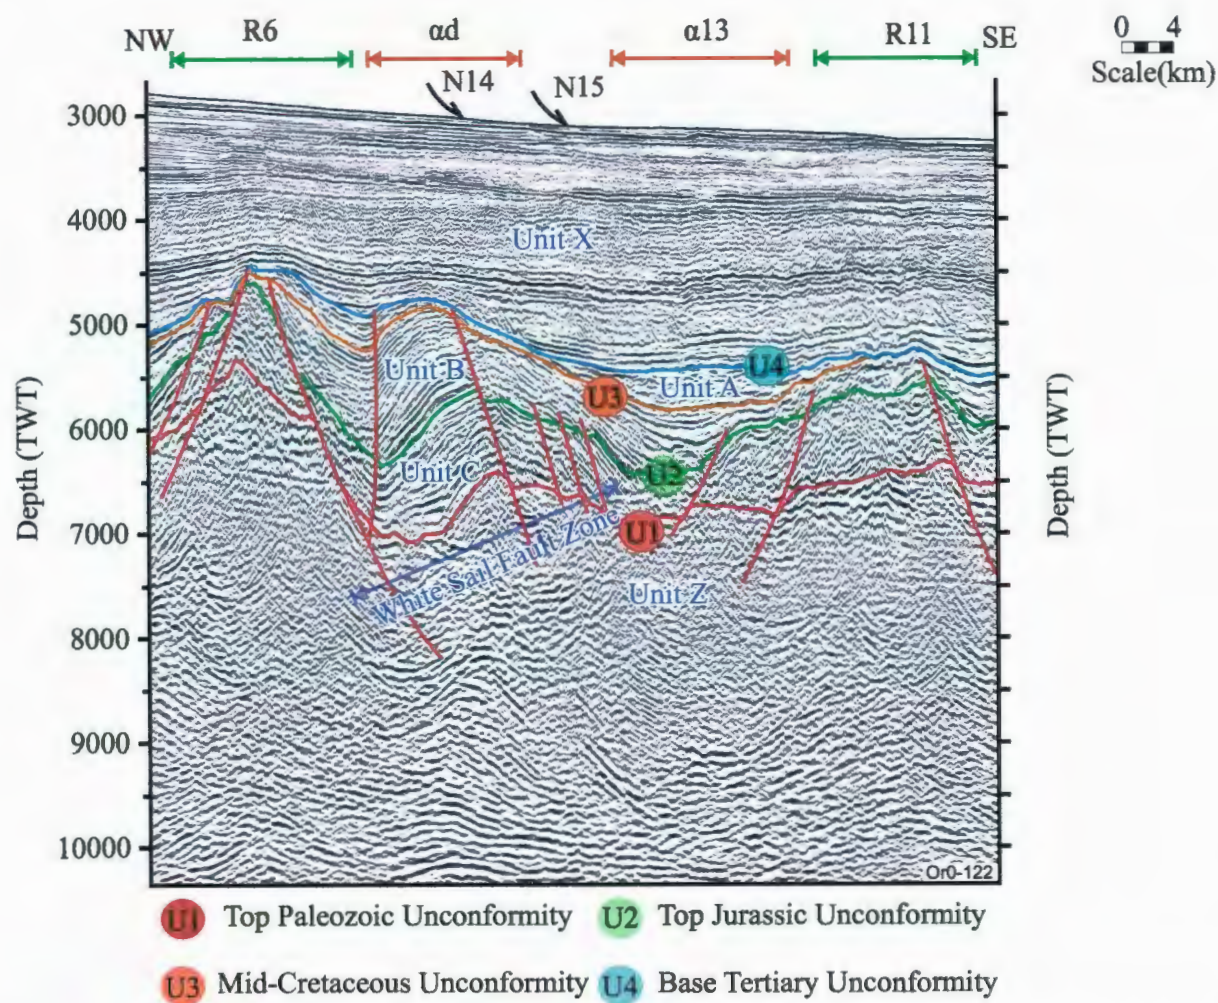 NW R6 αd α13 R11 SE
0 4
Scale(km)
N14 N15
3000
4000
5000
6000
7000
8000
9000
10000
Depth (TWT)
Depth (TWT)
Unit X
Unit B
U4
Unit A
U3
Unit C
U2
U1
White Sail Fault Zone
Unit Z
Or0-122
U1 Top Paleozoic Unconformity U2 Top Jurassic Unconformity
U3 Mid-Cretaceous Unconformity U4 Base Tertiary Unconformity